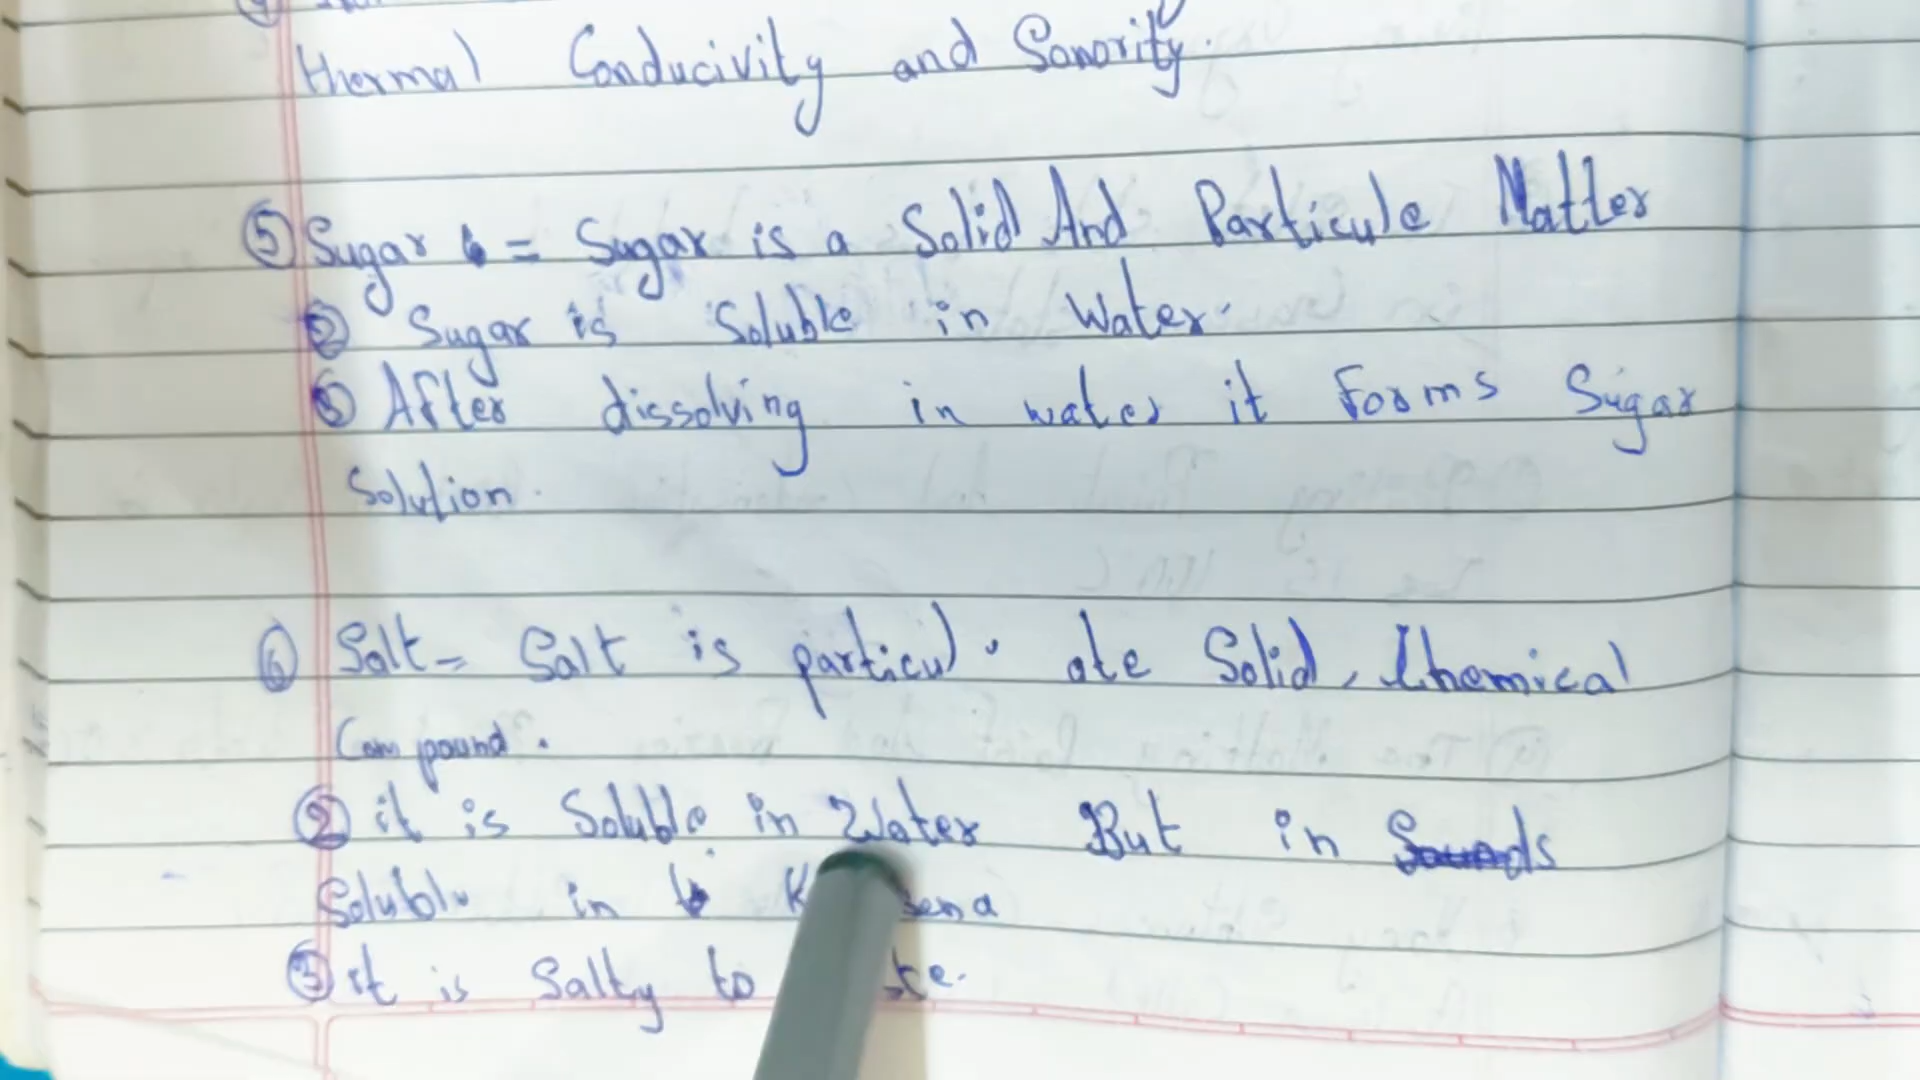 thermal Conducivity and Sonority.
⑤ Sugar = Sugar is a Solid And Particule Matter
② Sugar is Soluble in Water.
③ After dissolving in water it Forms Sugar
Solution.
⑥ Salt = Salt is particul. ate Solid, Chemical
Compound.
② it is Soluble in Water But in
Soluble in
③ it is Salty to